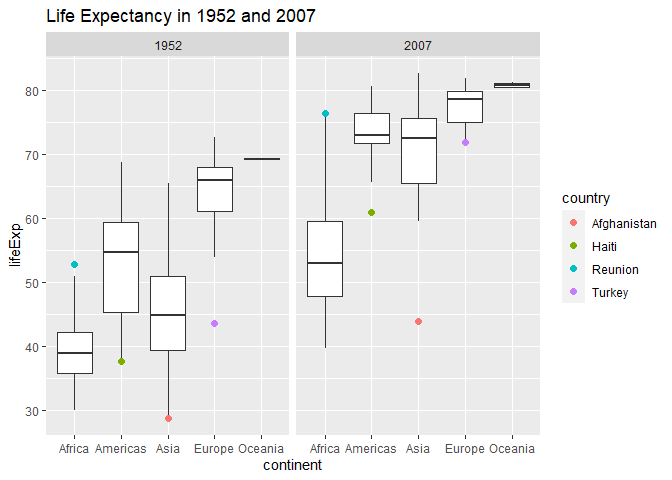 Life Expectancy in 1952 and 2007
1952 2007
80
70
60
50
40
30
lifeExp
Africa Americas Asia Europe Oceania Africa Americas Asia Europe Oceania
continent
country
Afghanistan
Haiti
Reunion
Turkey